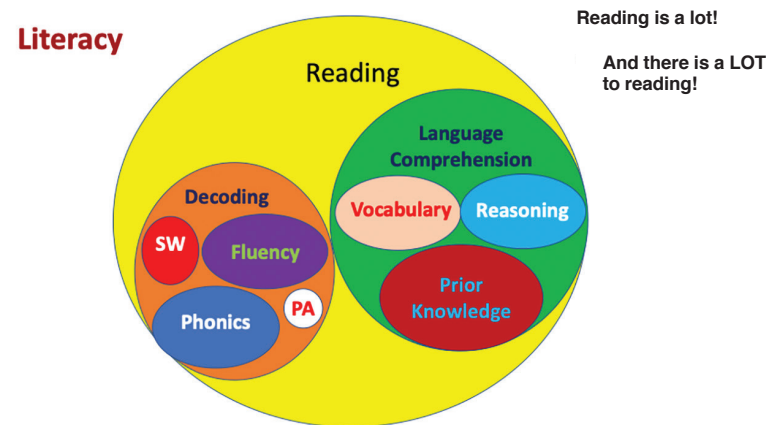 Literacy
Reading is a lot!
And there is a LOT
to reading!
Reading
Language
Comprehension
Decoding
Vocabulary
Reasoning
SW
Fluency
Prior
Knowledge
PA
Phonics